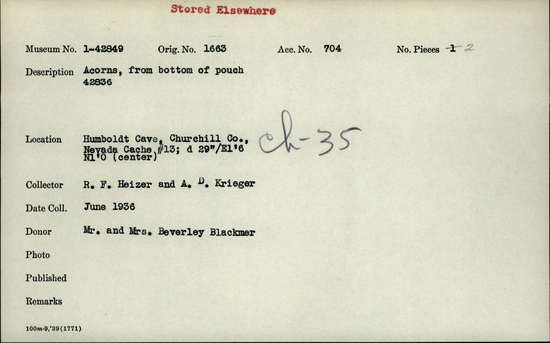 Stored Elsewhere
Museum No. 1-42849 Orig. No. 1663 Acc. No. 704 No. Pieces 1 2
Description Acorns, from bottom of pouch
42836
Location Humboldt Cave, Churchill Co.,
Nevada Cache #13; d 29"/E1'6
N1'0 (center)
ch-35
Collector R. F. Heizer and A. D. Krieger
Date Coll. June 1936
Donor Mr. and Mrs. Beverley Blackmer
Photo
Published
Remarks
100m-9,'39(1771)